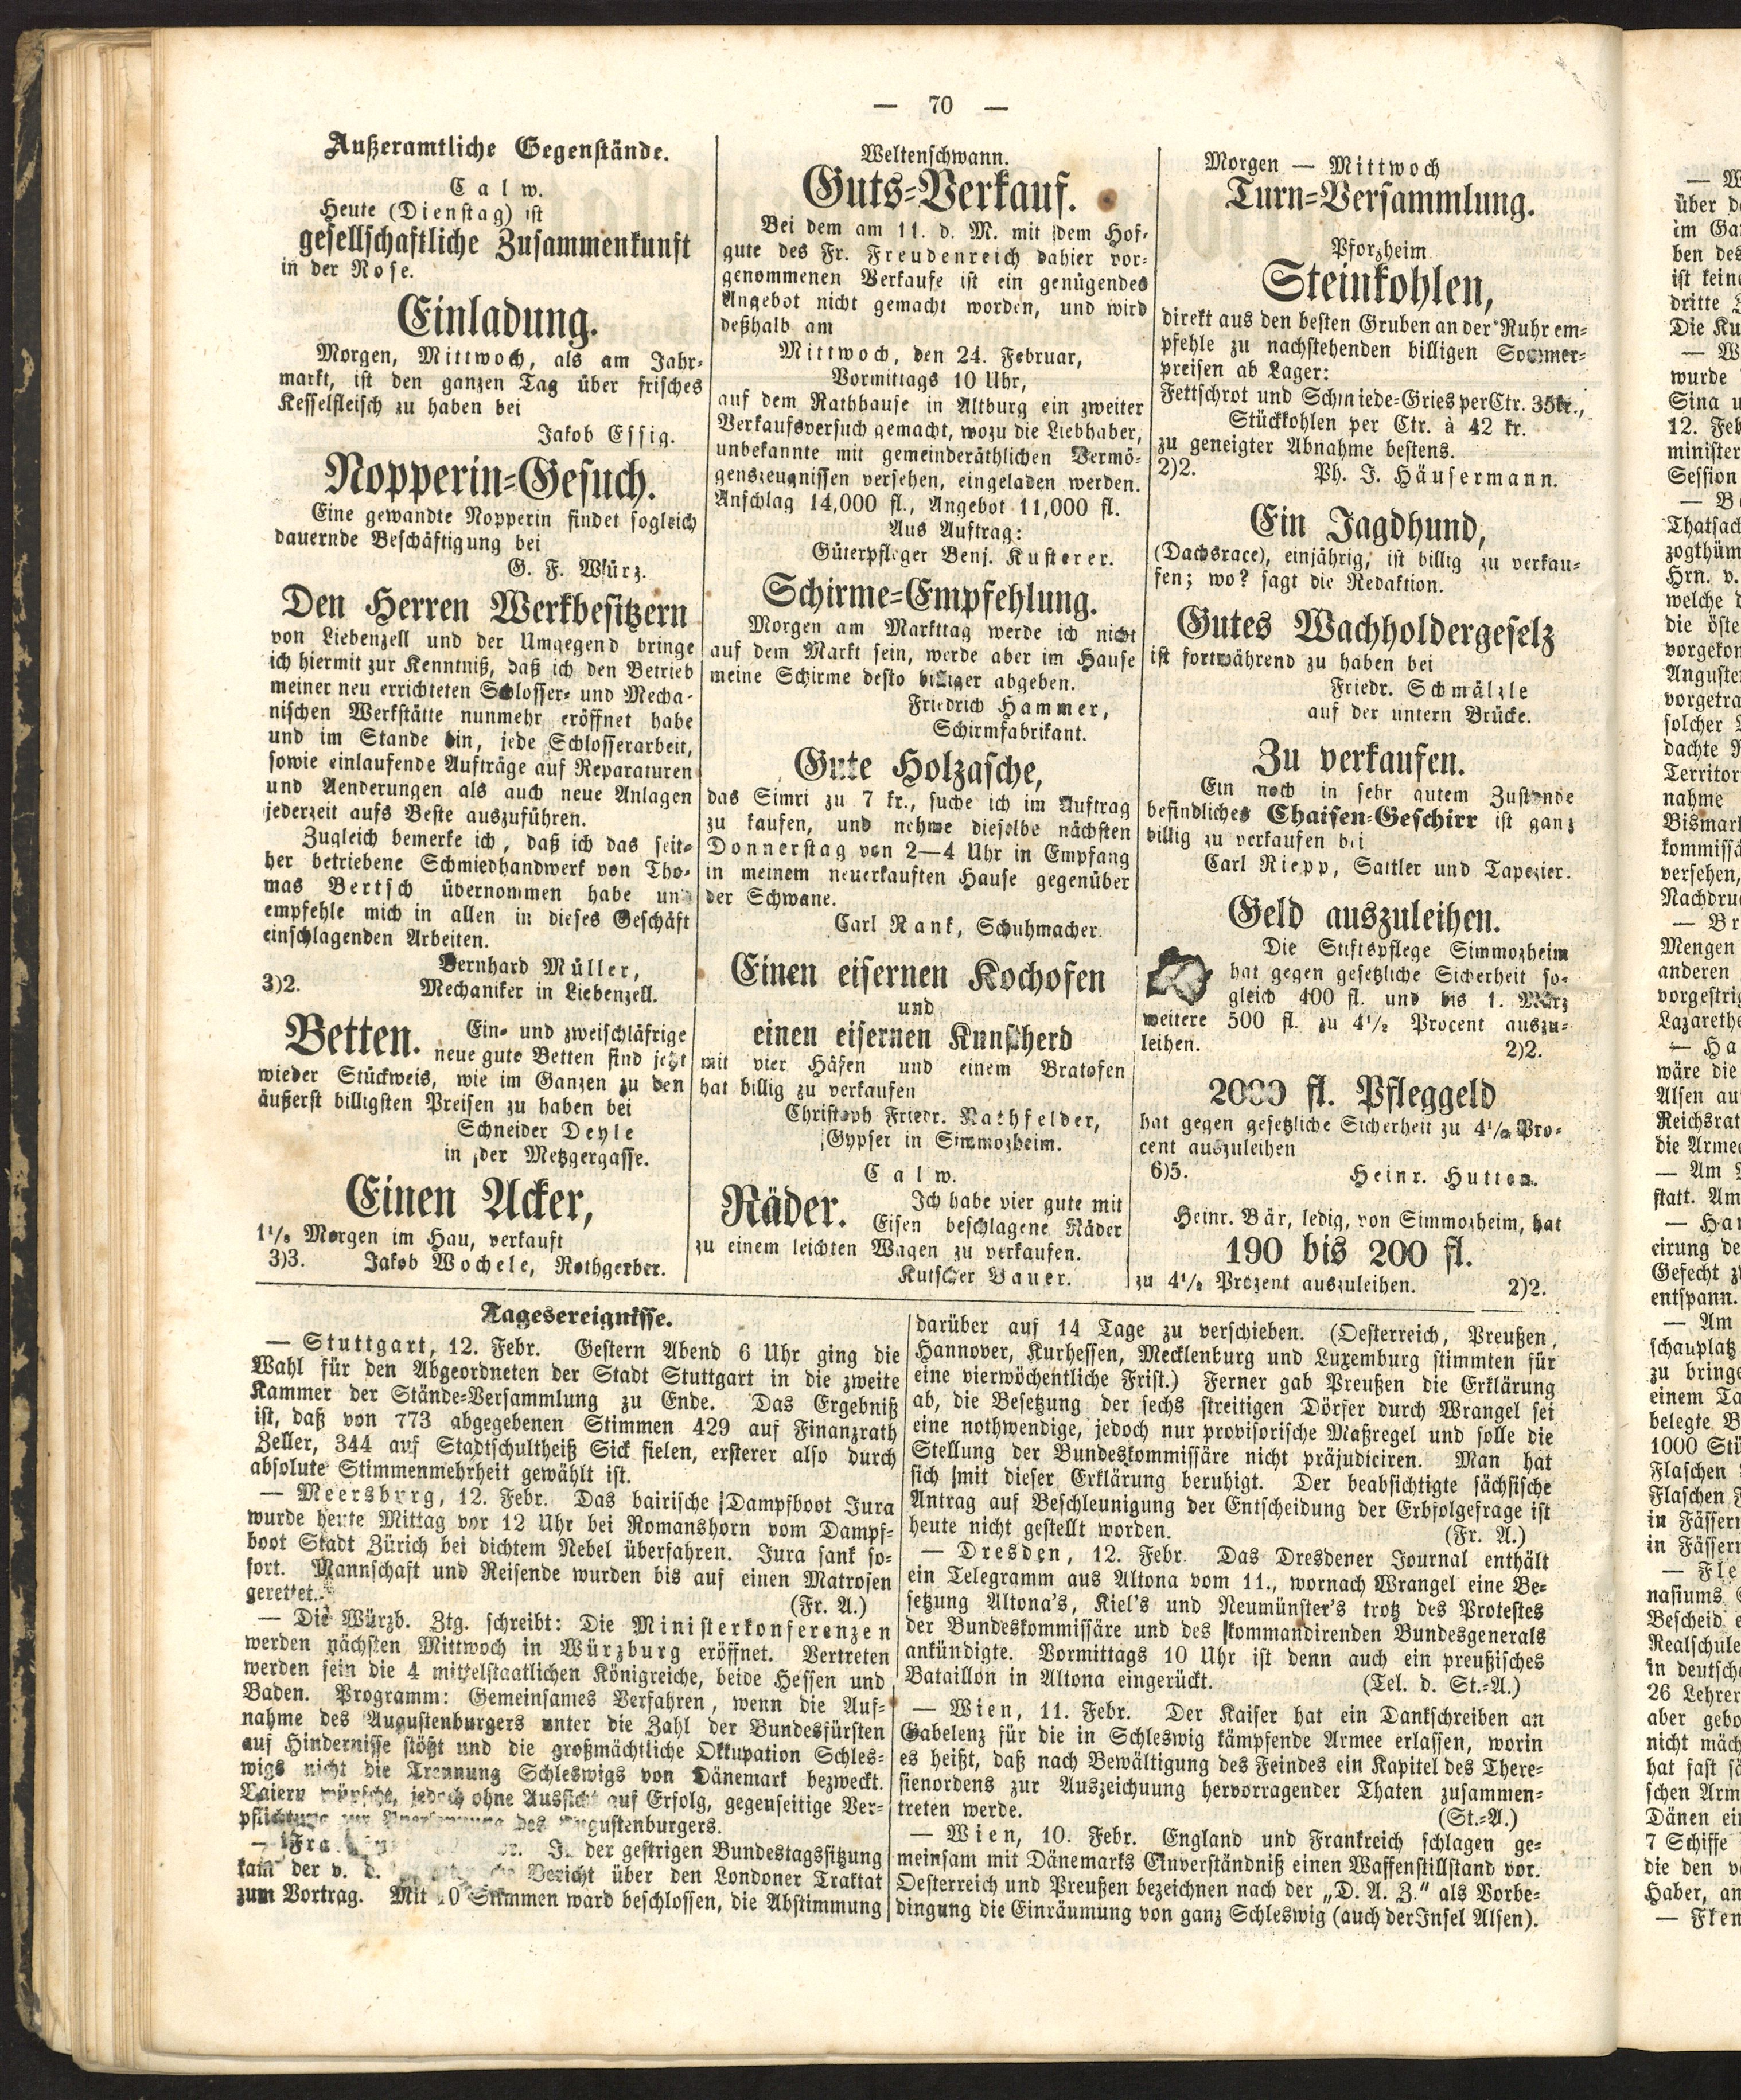 — 70 —
Außeramtliche Gegenstände.
Calw.
Heute (Dienstag) ist
gesellschaftliche Zusammenkunft
in der Rose.
Einladung.
Morgen, Mittwoch, als am Jahr-
markt, ist den ganzen Tag über frisches
Kesselfleisch zu haben bei
Jakob Essig.
Nopperin-Gesuch.
Eine gewandte Nopperin findet sogleich
dauernde Beschäftigung bei
G. F. Würz.
Den Herren Werkbesitzern
von Liebenzell und der Umgegend bringe
ich hiermit zur Kenntniß, daß ich den Betrieb
meiner neu errichteten Schlosser- und Mecha-
nischen Werkstätte nunmehr eröffnet habe
und im Stande bin, jede Schlosserarbeit,
sowie einlaufende Aufträge auf Reparaturen
und Aenderungen als auch neue Anlagen
jederzeit aufs Beste auszuführen.
Zugleich bemerke ich, daß ich das seit-
her betriebene Schmiedhandwerk von Tho-
mas Bertsch übernommen habe und
empfehle mich in allen in dieses Geschäft
einschlagenden Arbeiten.
Bernhard Müller,
3)2. Mechaniker in Liebenzell.
Betten. Ein- und zweischläfrige
neue gute Betten sind jetzt
wieder Stückweis, wie im Ganzen zu den
äußerst billigsten Preisen zu haben bei
Schneider Deyle
in der Metzgergasse.
Einen Acker,
1½ Morgen im Hau, verkauft
3)3. Jakob Wochele, Rothgerber.
Weltenschwann.
Guts-Verkauf.
Bei dem am 11. d. M. mit dem Hof-
gute des Fr. Freudenreich dahier vor-
genommenen Verkaufe ist ein genügendes
Angebot nicht gemacht worden, und wird
deßhalb am
Mittwoch, den 24. Februar,
Vormittags 10 Uhr,
auf dem Rathhause in Altburg ein zweiter
Verkaufsversuch gemacht, wozu die Liebhaber,
unbekannte mit gemeinderäthlichen Vermö-
genszeugnissen versehen, eingeladen werden.
Anschlag 14,000 fl., Angebot 11,000 fl.
Aus Auftrag:
Güterpfleger Benj. Kusterer.
Schirme-Empfehlung.
Morgen am Markttag werde ich nicht
auf dem Markt sein, werde aber im Hause
meine Schirme desto billiger abgeben.
Friedrich Hammer,
Schirmfabrikant.
Gute Holzasche,
das Simri zu 7 kr., suche ich im Auftrag
zu kaufen, und nehme dieselbe nächsten
Donnerstag von 2—4 Uhr in Empfang
in meinem neuerkauften Hause gegenüber
der Schwane.
Carl Rank, Schuhmacher.
Einen eisernen Kochofen
und
einen eisernen Kunstherd
mit vier Häfen und einem Bratofen
hat billig zu verkaufen
Christoph Friedr. Rathfelder,
Gypser in Simmozheim.
Calw.
Räder. Ich habe vier gute mit
Eisen beschlagene Räder
zu einem leichten Wagen zu verkaufen.
Kutscher Bauer.
Morgen — Mittwoch
Turn-Versammlung.
Pforzheim.
Steinkohlen,
direkt aus den besten Gruben an der Ruhr em-
pfehle zu nachstehenden billigen Sommer-
preisen ab Lager:
Fettschrot und Schmiede-Gries per Ctr. 35kr.,
Stückkohlen per Ctr. à 42 kr.
zu geneigter Abnahme bestens.
2)2. Ph. J. Häusermann.
Ein Jagdhund,
(Dachsrace), einjährig, ist billig zu verkau-
fen; wo? sagt die Redaktion.
Gutes Wachholdergeselz
ist fortwährend zu haben bei
Friedr. Schmälzle
auf der untern Brücke.
Zu verkaufen.
Ein noch in sehr gutem Zustande
befindliches Chaisen-Geschirr ist ganz
billig zu verkaufen bei
Carl Riepp, Sattler und Tapezier.
Geld auszuleihen.
Die Stiftspflege Simmozheim
hat gegen gesetzliche Sicherheit so-
gleich 400 fl. und bis 1. März
weitere 500 fl. zu 4½ Procent auszu-
leihen. 2)2.
2000 fl. Pfleggeld
hat gegen gesetzliche Sicherheit zu 4½ Pro-
cent auszuleihen
6)5. Heinr. Hutten.
Heinr. Bär, ledig, von Simmozheim, hat
190 bis 200 fl.
zu 4½ Prozent auszuleihen. 2)2.
Tagesereignisse.
— Stuttgart, 12. Febr. Gestern Abend 6 Uhr ging die
Wahl für den Abgeordneten der Stadt Stuttgart in die zweite
Kammer der Stände-Versammlung zu Ende. Das Ergebniß
ist, daß von 773 abgegebenen Stimmen 429 auf Finanzrath
Zeller, 344 auf Stadtschultheiß Sick fielen, ersterer also durch
absolute Stimmenmehrheit gewählt ist.
— Meersburg, 12. Febr. Das bairische Dampfboot Jura
wurde heute Mittag vor 12 Uhr bei Romanshorn vom Dampf-
boot Stadt Zürich bei dichtem Nebel überfahren. Jura sank so-
fort. Mannschaft und Reisende wurden bis auf einen Matrosen
gerettet. (Fr. A.)
— Die Würzb. Ztg. schreibt: Die Ministerkonferenzen
werden nächsten Mittwoch in Würzburg eröffnet. Vertreten
werden sein die 4 mittelstaatlichen Königreiche, beide Hessen und
Baden. Programm: Gemeinsames Verfahren, wenn die Auf-
nahme des Augustenburgers unter die Zahl der Bundesfürsten
auf Hindernisse stößt und die großmächtliche Okkupation Schles-
wigs nicht die Trennung Schleswigs von Dänemark bezweckt.
Baiern wünsche, jedoch ohne Aussicht auf Erfolg, gegenseitige Ver-
pflichtung zur Anerkennung des Augustenburgers.
— In der gestrigen Bundestagssitzung
kam der v. d. Bericht über den Londoner Traktat
zum Vortrag. Mit 10 Stimmen ward beschlossen, die Abstimmung
darüber auf 14 Tage zu verschieben. (Oesterreich, Preußen,
Hannover, Kurhessen, Mecklenburg und Luxemburg stimmten für
eine vierwöchentliche Frist.) Ferner gab Preußen die Erklärung
ab, die Besetzung der sechs streitigen Dörfer durch Wrangel sei
eine nothwendige, jedoch nur provisorische Maßregel und solle die
Stellung der Bundeskommissäre nicht präjudiciren. Man hat
sich mit dieser Erklärung beruhigt. Der beabsichtigte sächsische
Antrag auf Beschleunigung der Entscheidung der Erbfolgefrage ist
heute nicht gestellt worden. (Fr. A.)
— Dresden, 12. Febr. Das Dresdener Journal enthält
ein Telegramm aus Altona vom 11., wornach Wrangel eine Be-
setzung Altona's, Kiel's und Neumünster's trotz des Protestes
der Bundeskommissäre und des kommandirenden Bundesgenerals
ankündigte. Vormittags 10 Uhr ist denn auch ein preußisches
Bataillon in Altona eingerückt. (Tel. d. St.-A.)
— Wien, 11. Febr. Der Kaiser hat ein Dankschreiben an
Gabelenz für die in Schleswig kämpfende Armee erlassen, worin
es heißt, daß nach Bewältigung des Feindes ein Kapitel des There-
sienordens zur Auszeichuung hervorragender Thaten zusammen-
treten werde. (St.-A.)
— Wien, 10. Febr. England und Frankreich schlagen ge-
meinsam mit Dänemarks Einverständniß einen Waffenstillstand vor.
Oesterreich und Preußen bezeichnen nach der „D. A. Z." als Vorbe-
dingung die Einräumung von ganz Schleswig (auch der Insel Alsen).